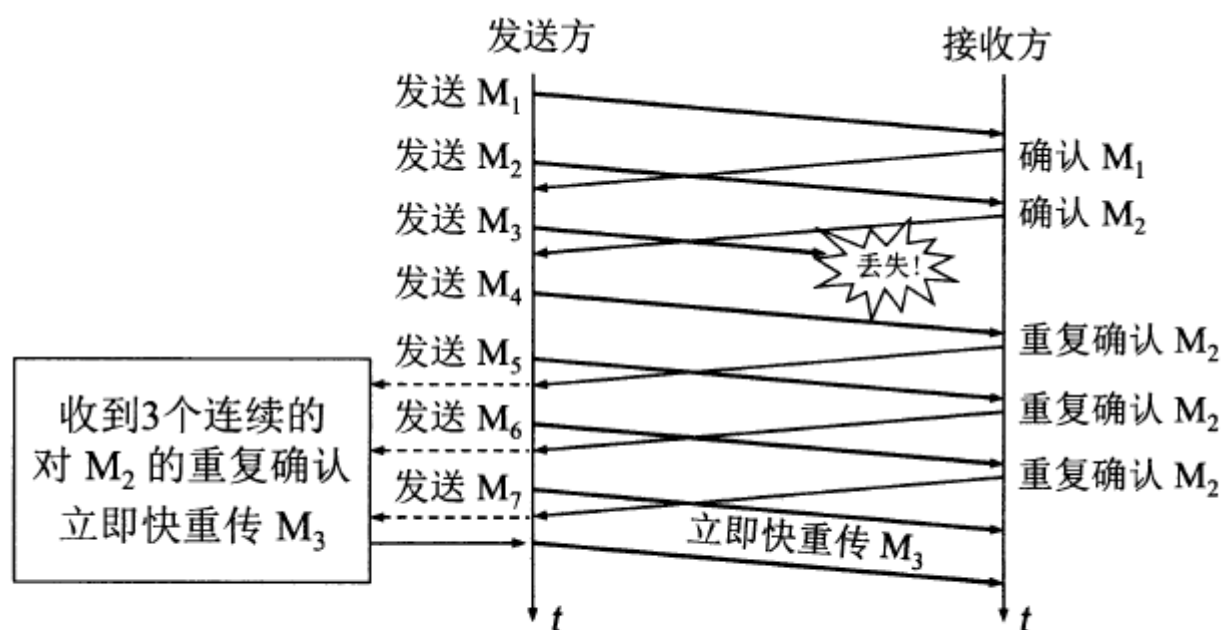 发送方
接收方
发送 M₁
发送 M₂
确认 M₁
发送 M₃
确认 M₂
丢失!
发送 M₄
发送 M₅
重复确认 M₂
收到3个连续的
对 M₂ 的重复确认
立即快重传 M₃
发送 M₆
重复确认 M₂
发送 M₇
重复确认 M₂
立即快重传 M₃
t
t